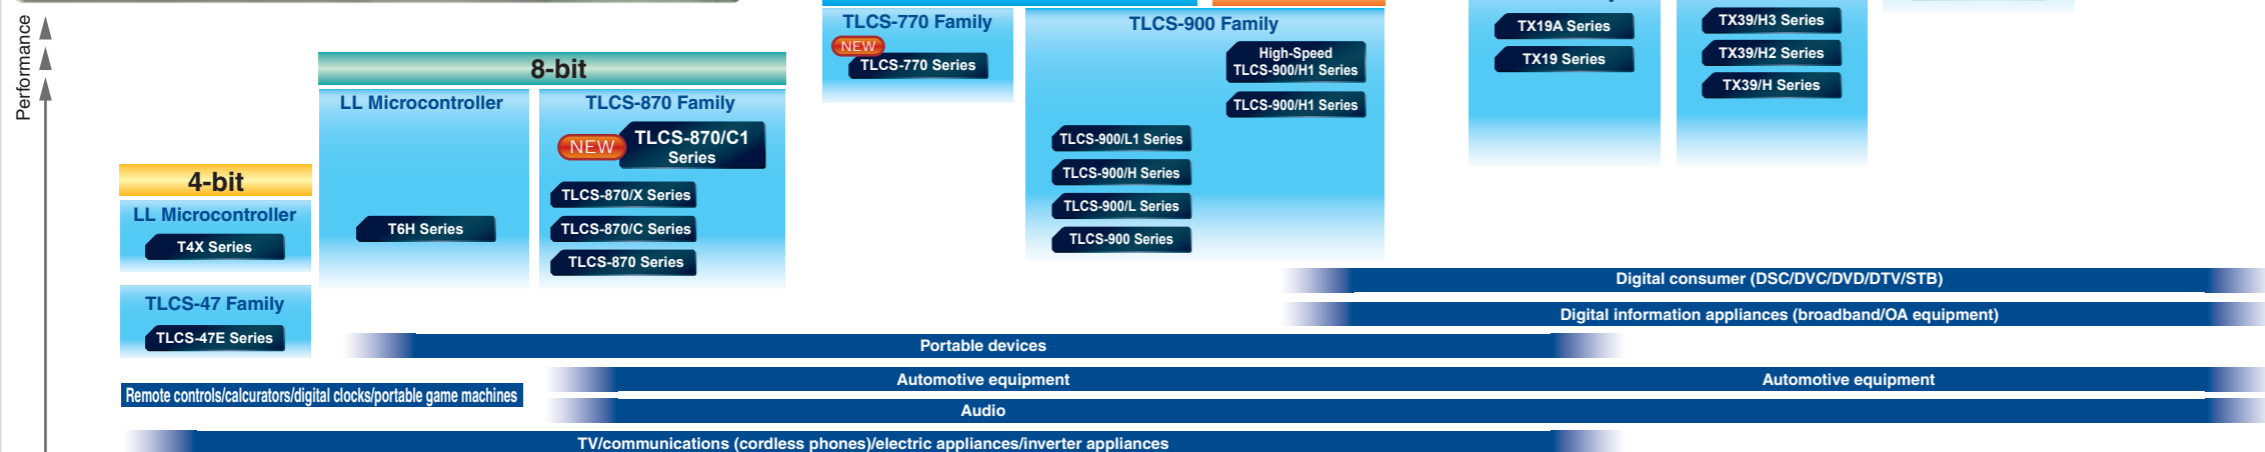 Performance
4-bit
LL Microcontroller
T4X Series
TLCS-47 Family
TLCS-47E Series
8-bit
LL Microcontroller
T6H Series
TLCS-870 Family
NEW
TLCS-870/C1
Series
TLCS-870/X Series
TLCS-870/C Series
TLCS-870 Series
TLCS-770 Family
NEW
TLCS-770 Series
TLCS-900 Family
High-Speed
TLCS-900/H1 Series
TLCS-900/H1 Series
TLCS-900/L1 Series
TLCS-900/H Series
TLCS-900/L Series
TLCS-900 Series
TX19A Series
TX19 Series
TX39/H3 Series
TX39/H2 Series
TX39/H Series
Digital consumer (DSC/DVC/DVD/DTV/STB)
Digital information appliances (broadband/OA equipment)
Portable devices
Remote controls/calcurators/digital clocks/portable game machines
Automotive equipment
Automotive equipment
Audio
TV/communications (cordless phones)/electric appliances/inverter appliances